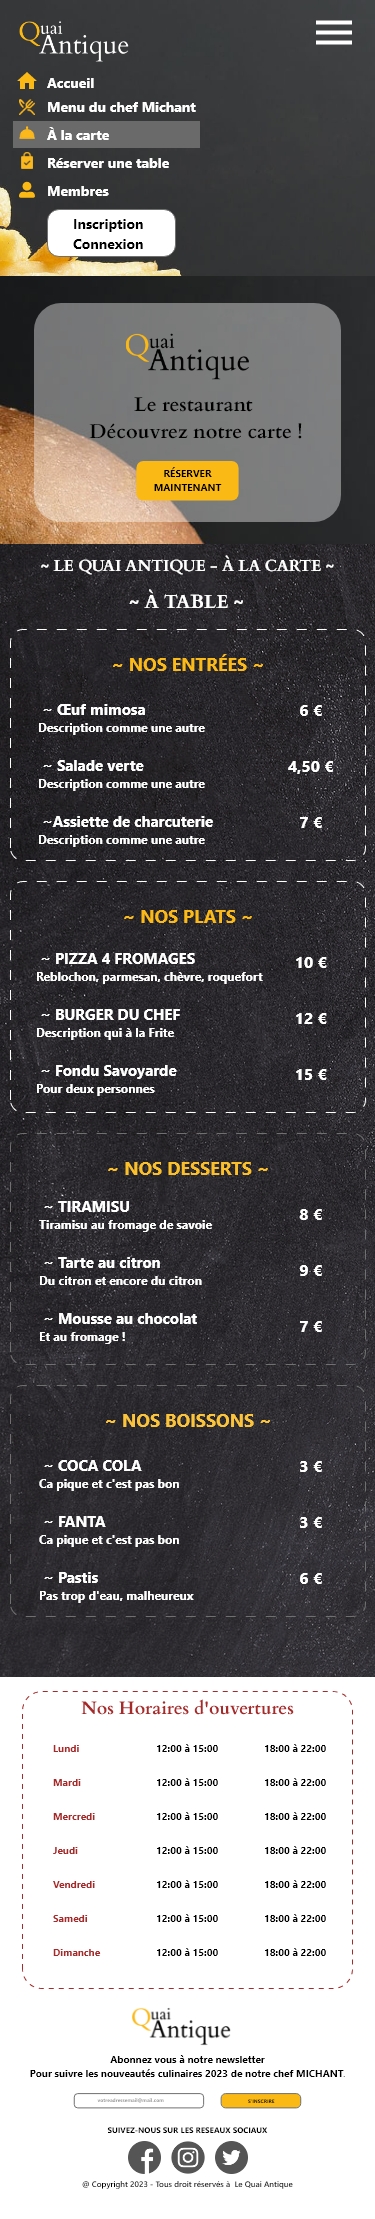 Quai
Antique
Accueil
Menu du chef Michant
À la carte
Réserver une table
Membres
Inscription
Connexion
Quai
Antique
Le restaurant
Découvrez notre carte !
RÉSERVER
MAINTENANT
~ LE QUAI ANTIQUE - À LA CARTE ~
~ À TABLE ~
~ NOS ENTRÉES ~
~ Œuf mimosa 6 €
Description comme une autre
~ Salade verte 4,50 €
Description comme une autre
~Assiette de charcuterie 7 €
Description comme une autre
~ NOS PLATS ~
~ PIZZA 4 FROMAGES 10 €
Reblochon, parmesan, chèvre, roquefort
~ BURGER DU CHEF 12 €
Description qui à la Frite
~ Fondu Savoyarde 15 €
Pour deux personnes
~ NOS DESSERTS ~
~ TIRAMISU 8 €
Tiramisu au fromage de savoie
~ Tarte au citron 9 €
Du citron et encore du citron
~ Mousse au chocolat 7 €
Et au fromage !
~ NOS BOISSONS ~
~ COCA COLA 3 €
Ca pique et c'est pas bon
~ FANTA 3 €
Ca pique et c'est pas bon
~ Pastis 6 €
Pas trop d'eau, malheureux
Nos Horaires d'ouvertures
Lundi 12:00 à 15:00 18:00 à 22:00
Mardi 12:00 à 15:00 18:00 à 22:00
Mercredi 12:00 à 15:00 18:00 à 22:00
Jeudi 12:00 à 15:00 18:00 à 22:00
Vendredi 12:00 à 15:00 18:00 à 22:00
Samedi 12:00 à 15:00 18:00 à 22:00
Dimanche 12:00 à 15:00 18:00 à 22:00
Quai
Antique
Abonnez vous à notre newsletter
Pour suivre les nouveautés culinaires 2023 de notre chef MICHANT.
S'INSCRIRE
SUIVEZ-NOUS SUR LES RESEAUX SOCIAUX
@ Copyright 2023 - Tous droit réservés à Le Quai Antique